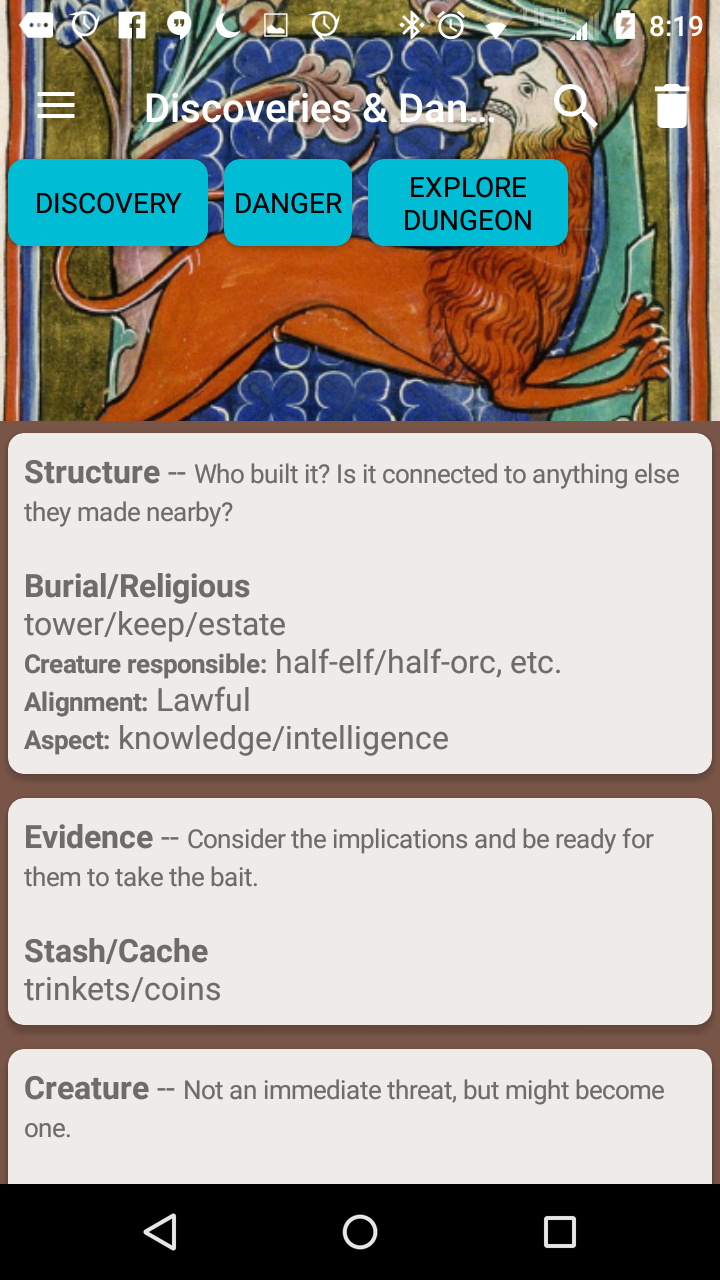 8:19
Discoveries & Dan...
DISCOVERY
DANGER
EXPLORE
DUNGEON
Structure -- Who built it? Is it connected to anything else
they made nearby?
Burial/Religious
tower/keep/estate
Creature responsible: half-elf/half-orc, etc.
Alignment: Lawful
Aspect: knowledge/intelligence
Evidence -- Consider the implications and be ready for
them to take the bait.
Stash/Cache
trinkets/coins
Creature -- Not an immediate threat, but might become
one.